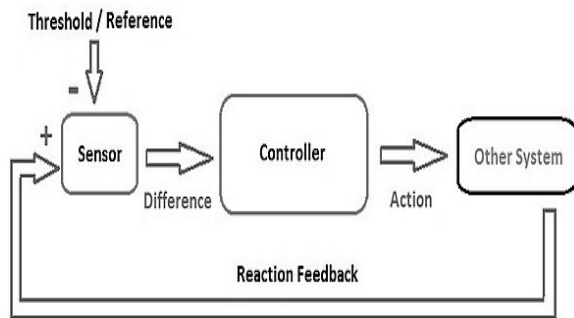 Threshold / Reference
-
+
Sensor
Difference
Controller
Action
Other System
Reaction Feedback